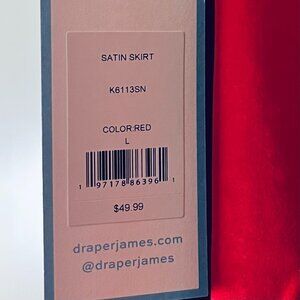 SATIN SKIRT
K6113SN
COLOR:RED
L
1 97178 86396 1
$49.99
draperjames.com
@draperjames